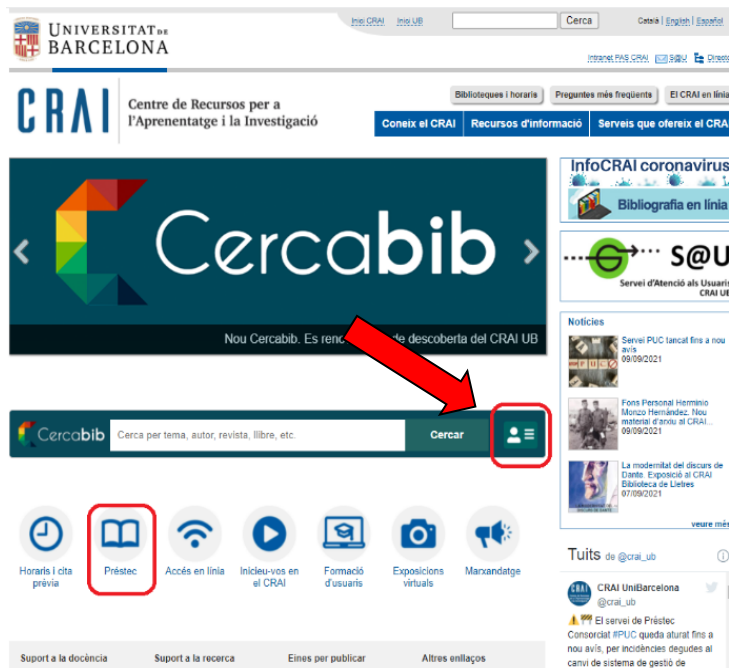 UNIVERSITAT DE
BARCELONA
Inici CRAI Inici UB Cerca Català | English | Español
Intranet PAS CRAI S@U Directo
CRAI
Centre de Recursos per a
l'Aprenentatge i la Investigació
Biblioteques i horaris Preguntes més freqüents El CRAI en línia
Coneix el CRAI Recursos d'informació Serveis que ofereix el CRAI
Cercabib
Nou Cercabib. Es reno de descoberta del CRAI UB
InfoCRAI coronavirus
Bibliografia en línia
S@U
Servei d'Atenció als Usuaris
CRAI UB
Notícies
Servei PUC tancat fins a nou
avís
09/09/2021
PUC
Fons Personal Herminio
Monzo Hernández. Nou
material d'arxiu al CRAI...
09/09/2021
La modernitat del discurs de
Dante. Exposició al CRAI
Biblioteca de Lletres
07/09/2021
veure més
Cercabib Cerca per tema, autor, revista, llibre, etc. Cercar
Horaris i cita
prèvia
Préstec
Accés en línia
Inicieu-vos en
el CRAI
Formació
d'usuaris
Exposicions
virtuals
Marxandatge
Tuits de @crai_ub
CRAI
CRAI UniBarcelona
@crai_ub
El servei de Préstec
Consorciat #PUC queda aturat fins a
nou avís, per incidències degudes al
canvi de sistema de gestió de
Suport a la docència Suport a la recerca Eines per publicar Altres enllaços